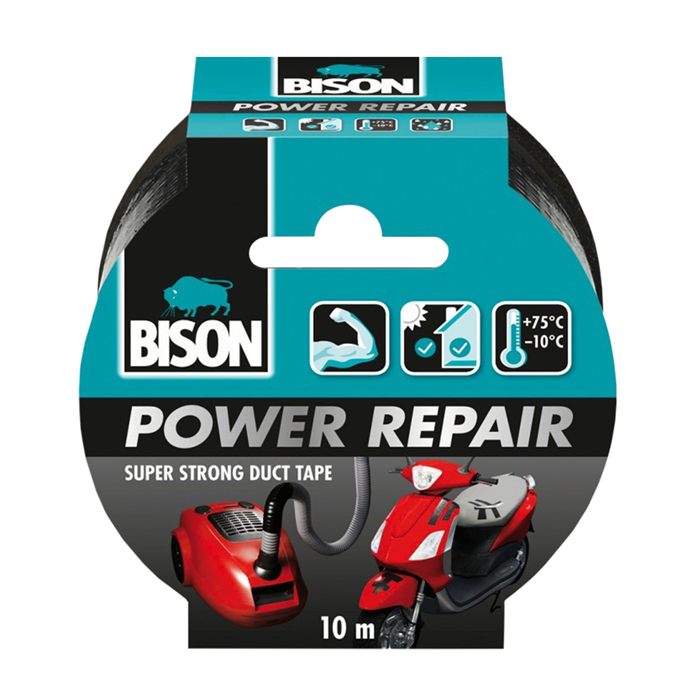 BISON
POWER REPAIR
BISON
+75°C
-10°C
POWER REPAIR
SUPER STRONG DUCT TAPE
10 m